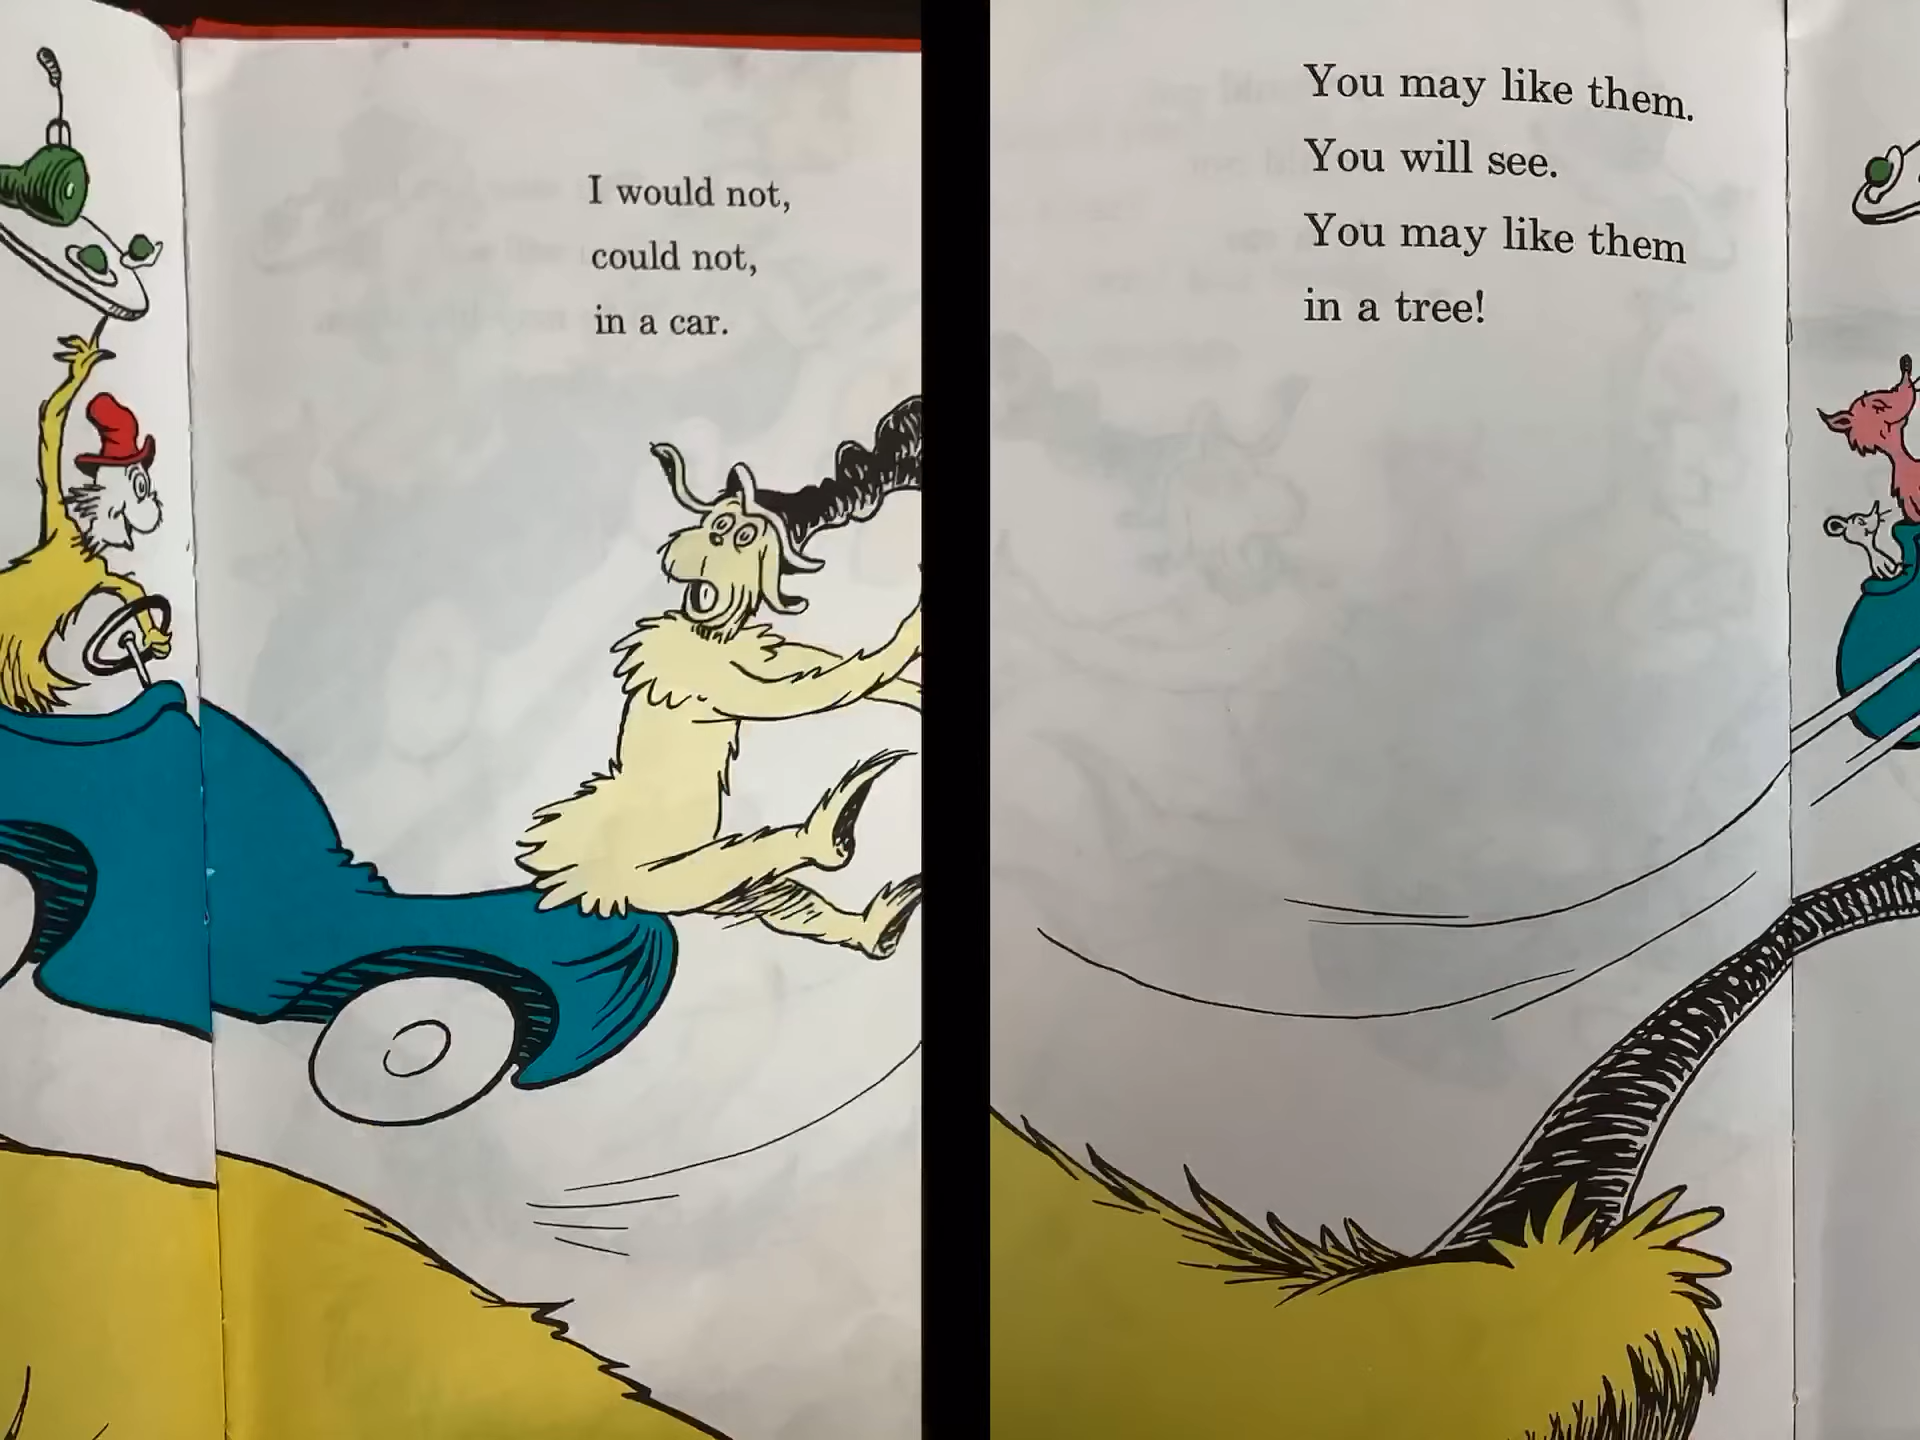 I would not,
could not,
in a car.
You may like them.
You will see.
You may like them
in a tree!